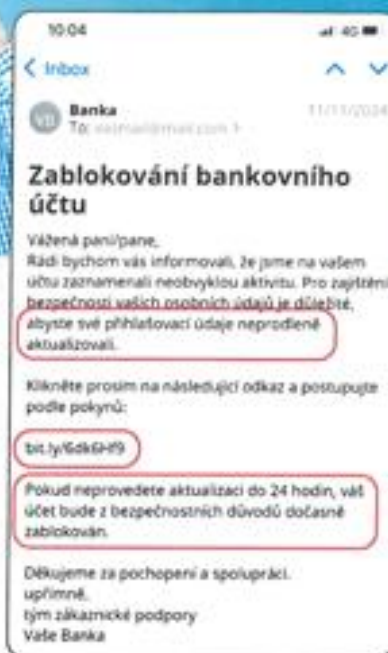 10:04
4G
Inbox
VB
Banka
11/11/2024
To:
Zablokování bankovního
účtu
Vážená paní/pane,
Rádi bychom vás informovali, že jsme na vašem
účtu zaznamenali neobvyklou aktivitu. Pro zajištění
bezpečnosti vašich osobních údajů je důležité,
abyste své přihlašovací údaje neprodleně
aktualizovali.
Klikněte prosím na následující odkaz a postupujte
podle pokynů:
bit.ly/6dk6Hf9
Pokud neprovedete aktualizaci do 24 hodin, váš
účet bude z bezpečnostních důvodů dočasně
zablokován.
Děkujeme za pochopení a spolupráci.
upřímně,
tým zákaznické podpory
Vaše Banka